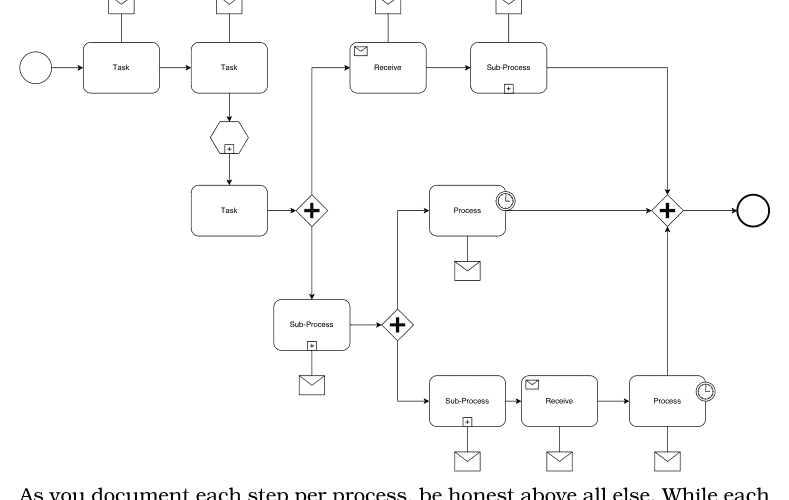 Task
Task
Receive
Sub-Process
Task
Process
Sub-Process
Sub-Process
Receive
Process
As you document each step per process, be honest above all else. While each